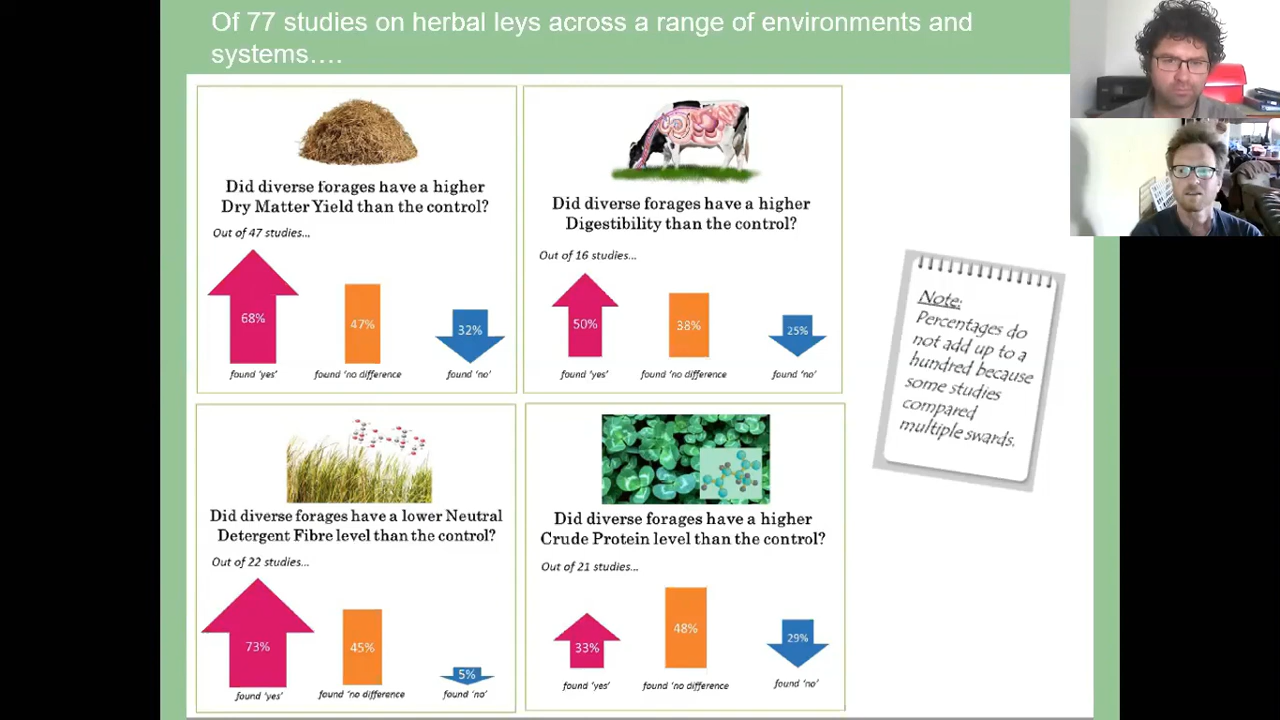 Of 77 studies on herbal leys across a range of environments and
systems....
Did diverse forages have a higher
Dry Matter Yield than the control?
Out of 47 studies...
68%
47%
32%
found 'yes'
found 'no difference
found 'no'
Did diverse forages have a higher
Digestibility than the control?
Out of 16 studies...
50%
38%
25%
found 'yes'
found 'no difference
found 'no'
Did diverse forages have a lower Neutral
Detergent Fibre level than the control?
Out of 22 studies...
73%
45%
5%
found 'yes'
found 'no difference
found 'no'
Did diverse forages have a higher
Crude Protein level than the control?
Out of 21 studies...
33%
48%
29%
found 'yes'
found 'no difference
found 'no'
Note:
Percentages do
not add up to a
hundred because
some studies
compared
multiple swards.